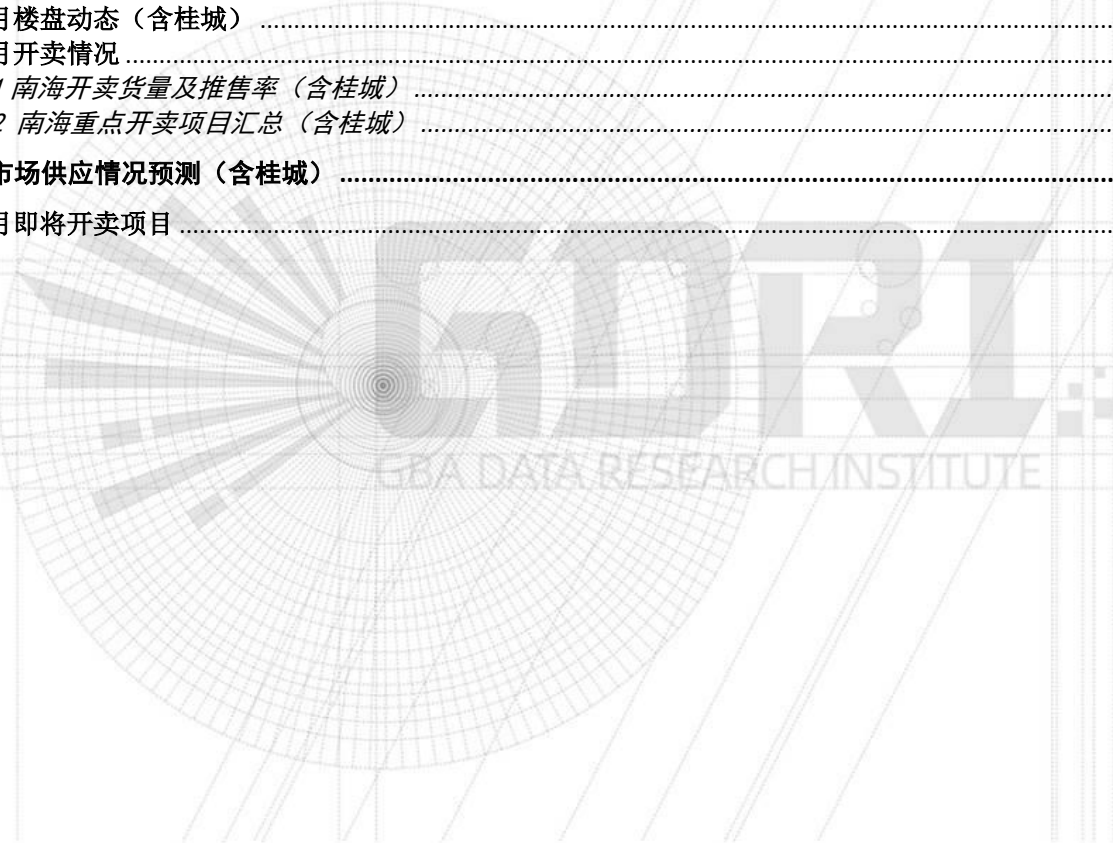 月楼盘动态（含桂城）
月开卖情况
南海开卖货量及推售率（含桂城）
2 南海重点开卖项目汇总（含桂城）
市场供应情况预测（含桂城）
月即将开卖项目
GDRI
GBA DATA RESEARCH INSTITUTE